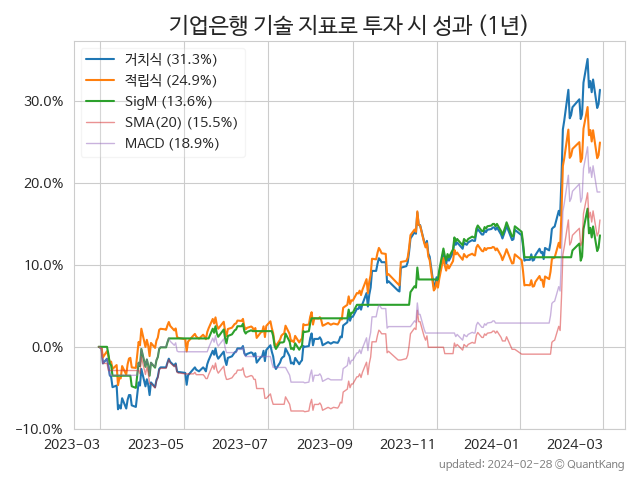 기업은행 기술 지표로 투자 시 성과 (1년)
거치식 (31.3%)
적립식 (24.9%)
SigM (13.6%)
SMA(20) (15.5%)
MACD (18.9%)
30.0%
20.0%
10.0%
0.0%
−10.0%
2023-03 2023-05 2023-07 2023-09 2023-11 2024-01 2024-03
updated: 2024-02-28 @ QuantKang